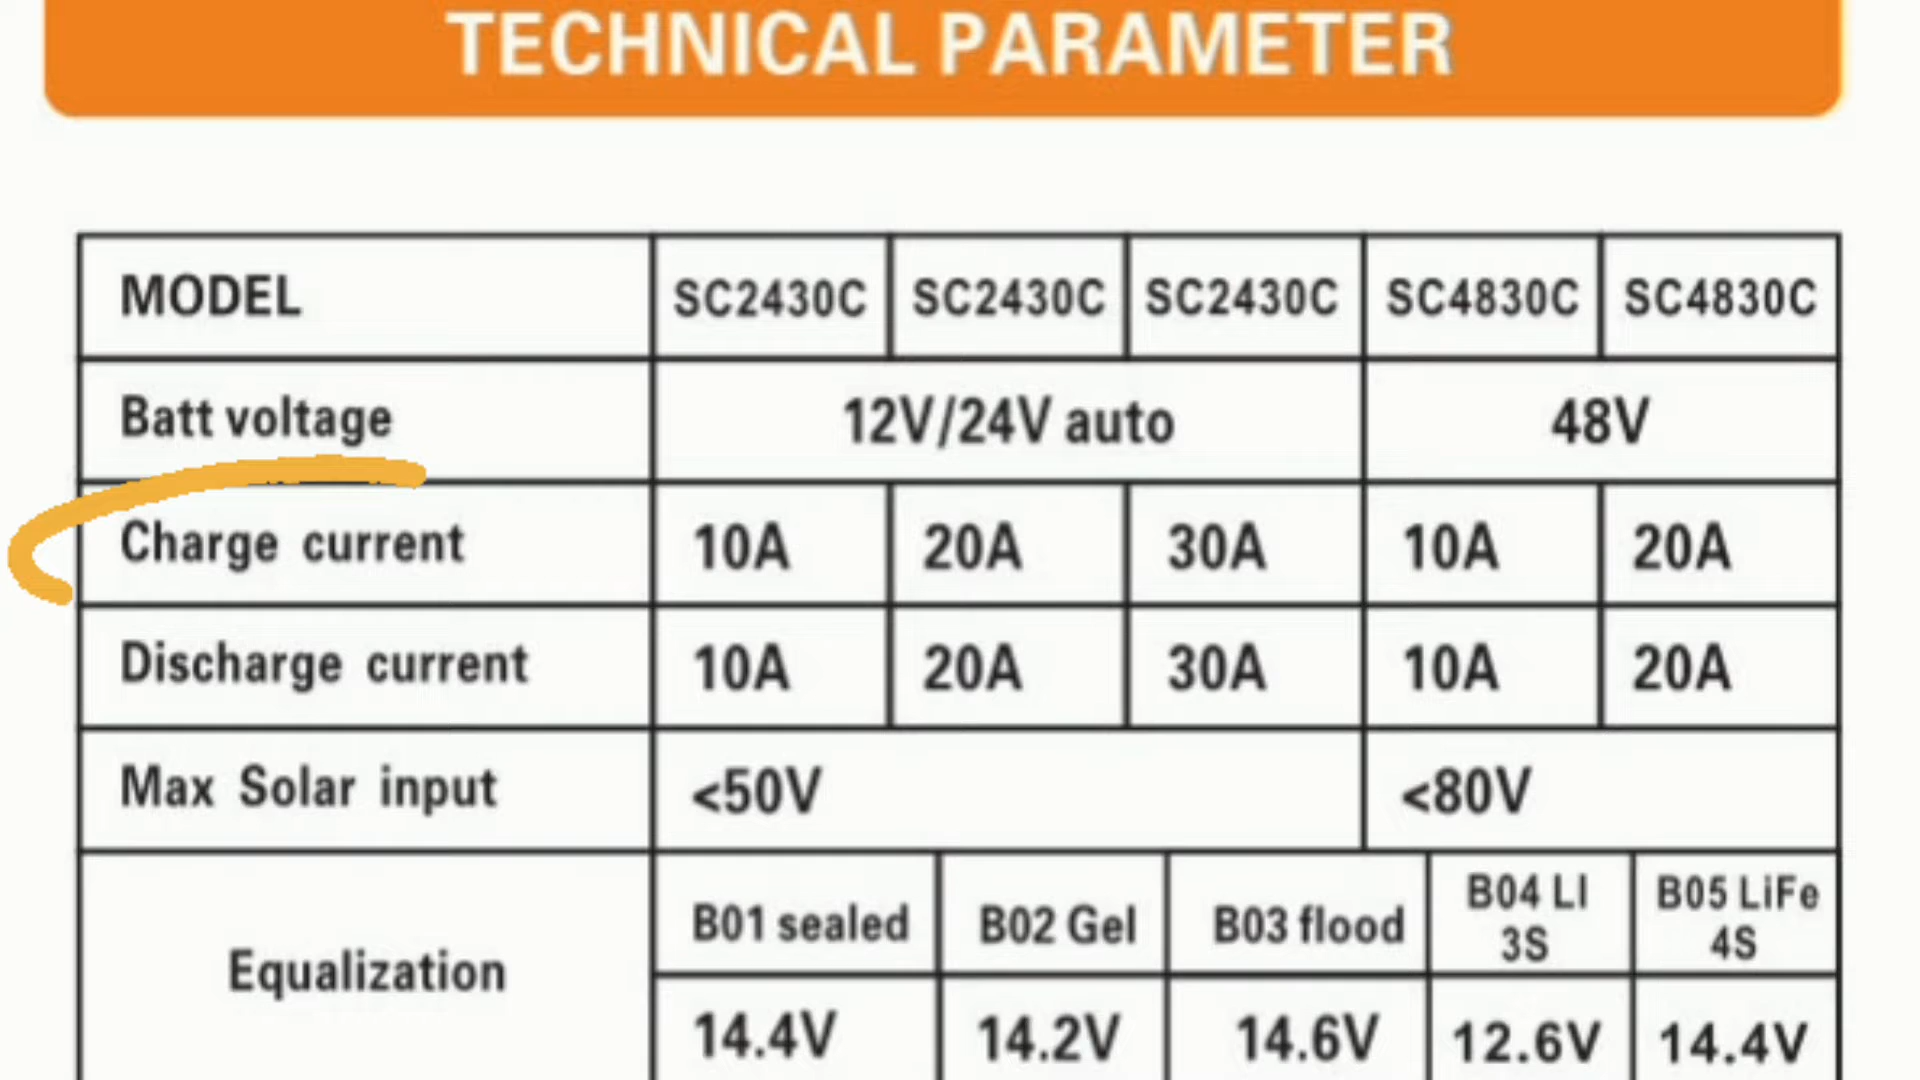 TECHNICAL PARAMETER
MODEL SC2430C SC2430C SC2430C SC4830C SC4830C
Batt voltage 12V/24V auto 48V
Charge current 10A 20A 30A 10A 20A
Discharge current 10A 20A 30A 10A 20A
Max Solar input <50V <80V
Equalization
B01 sealed B02 Gel B03 flood B04 LI 3S B05 LiFe 4S
14.4V 14.2V 14.6V 12.6V 14.4V